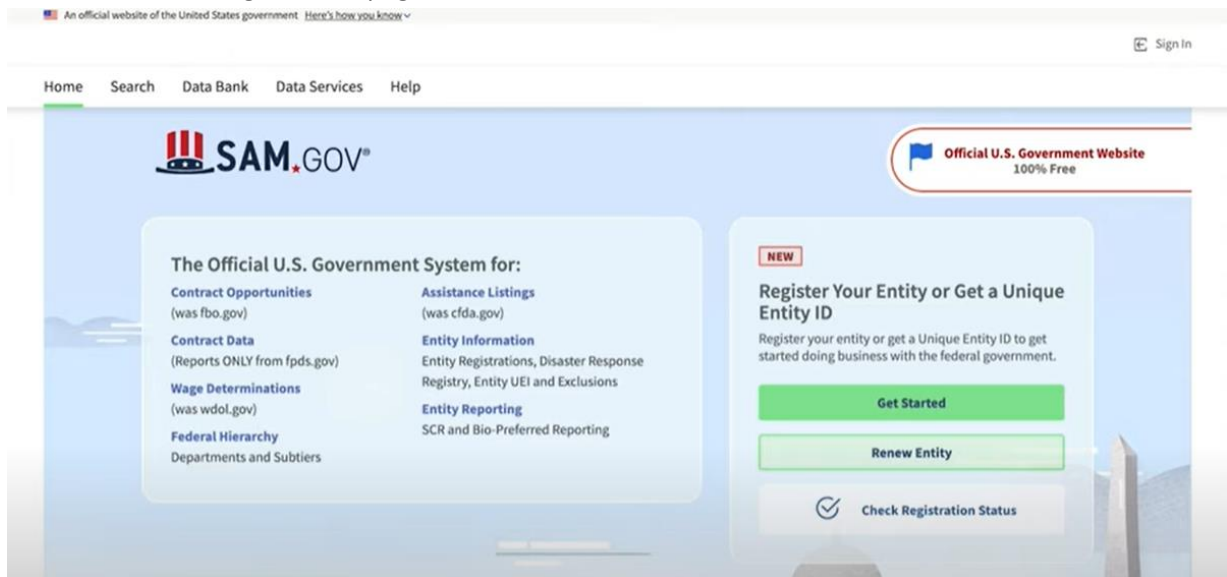 An official website of the United States government Here's how you know
Sign In
Home Search Data Bank Data Services Help
SAM.GOV®
Official U.S. Government Website
100% Free
The Official U.S. Government System for:
Contract Opportunities
(was fbo.gov)
Contract Data
(Reports ONLY from fpds.gov)
Wage Determinations
(was wdol.gov)
Federal Hierarchy
Departments and Subtiers
Assistance Listings
(was cfda.gov)
Entity Information
Entity Registrations, Disaster Response
Registry, Entity UEI and Exclusions
Entity Reporting
SCR and Bio-Preferred Reporting
NEW
Register Your Entity or Get a Unique
Entity ID
Register your entity or get a Unique Entity ID to get
started doing business with the federal government.
Get Started
Renew Entity
Check Registration Status